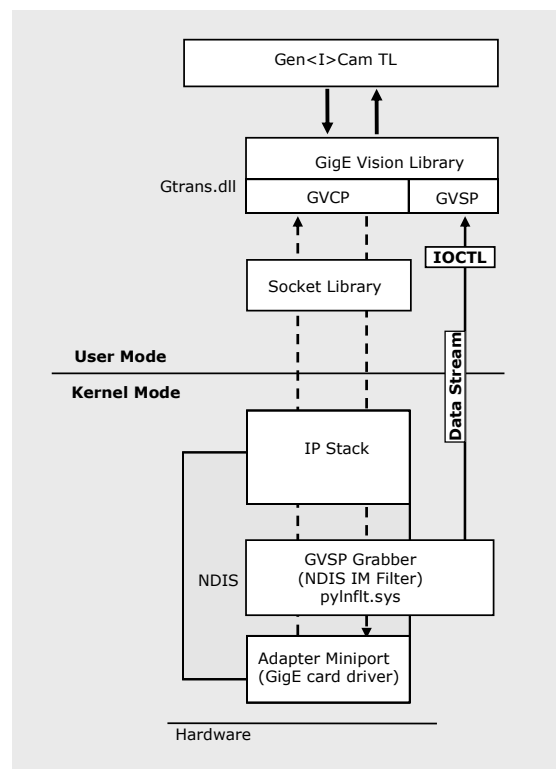 Gen<I>Cam TL
GigE Vision Library
Gtrans.dll
GVCP
GVSP
IOCTL
Socket Library
Data Stream
User Mode
Kernel Mode
IP Stack
NDIS
GVSP Grabber
(NDIS IM Filter)
pylnflt.sys
Adapter Miniport
(GigE card driver)
Hardware